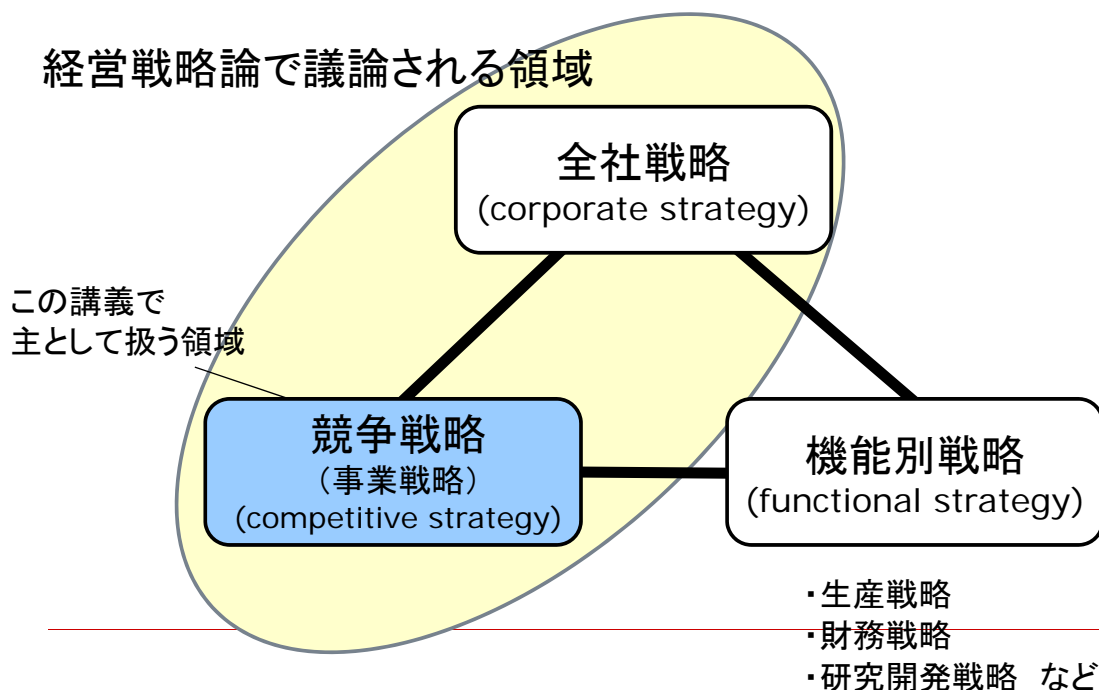 経営戦略論で議論される領域
全社戦略
(corporate strategy)
この講義で
主として扱う領域
競争戦略
（事業戦略）
(competitive strategy)
機能別戦略
(functional strategy)
・生産戦略
・財務戦略
・研究開発戦略　など